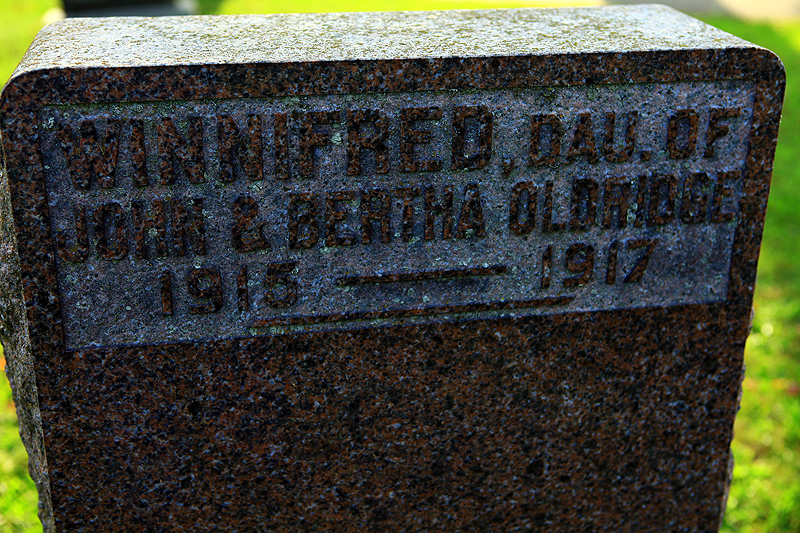 WINNIFRED, DAU. OF
JOHN & BERTHA OLDRIDGE
1915 — 1917